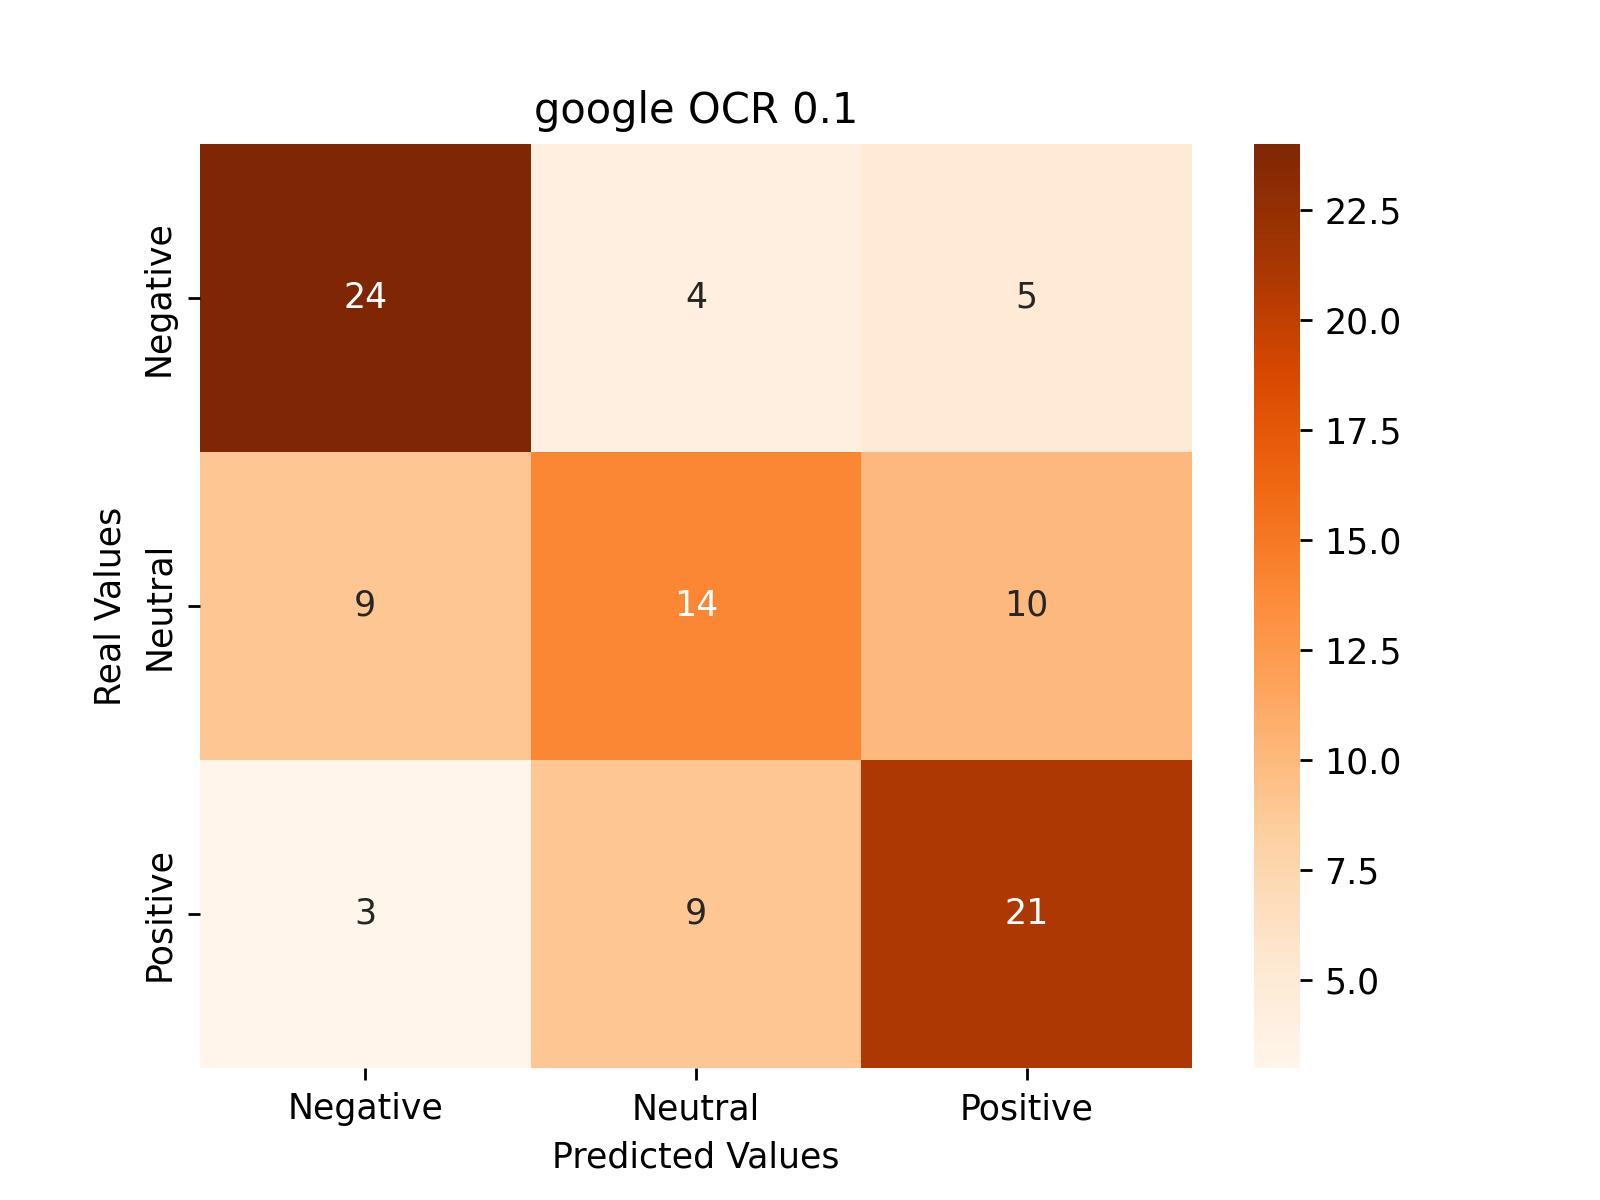 google OCR 0.1
Real Values
Negative
24
4
5
Neutral
9
14
10
Positive
3
9
21
Negative
Neutral
Positive
Predicted Values
22.5
20.0
17.5
15.0
12.5
10.0
7.5
5.0